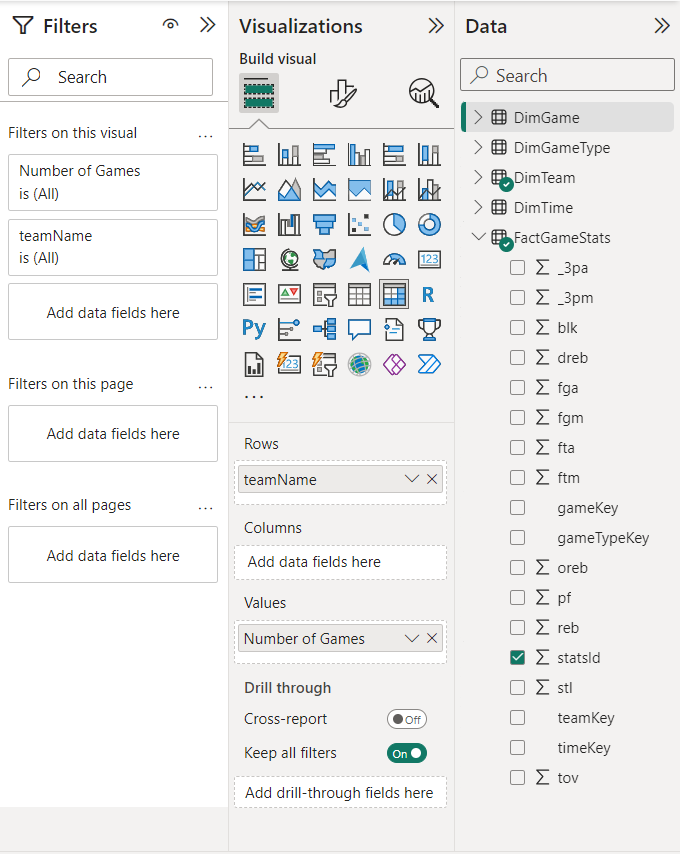 Filters
Search
Filters on this visual
...
Number of Games
is (All)
teamName
is (All)
Add data fields here
Filters on this page
...
Add data fields here
Filters on all pages
...
Add data fields here
Visualizations
Build visual
123
R
Py
123
...
Rows
teamName
Columns
Add data fields here
Values
Number of Games
Drill through
Cross-report
Off
Keep all filters
On
Add drill-through fields here
Data
Search
DimGame
DimGameType
DimTeam
DimTime
FactGameStats
_3pa
_3pm
blk
dreb
fga
fgm
fta
ftm
gameKey
gameTypeKey
oreb
pf
reb
statsId
stl
teamKey
timeKey
tov